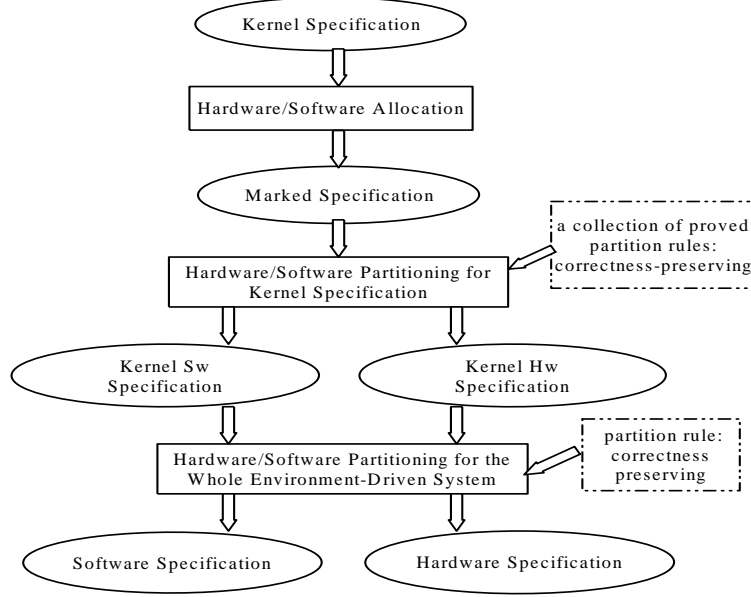 Kernel Specification
Hardware/Software Allocation
Marked Specification
a collection of proved
partition rules:
correctness-preserving
Hardware/Software Partitioning for
Kernel Specification
Kernel Sw
Specification
Kernel Hw
Specification
partition rule:
correctness
preserving
Hardware/Software Partitioning for the
Whole Environment-Driven System
Software Specification
Hardware Specification